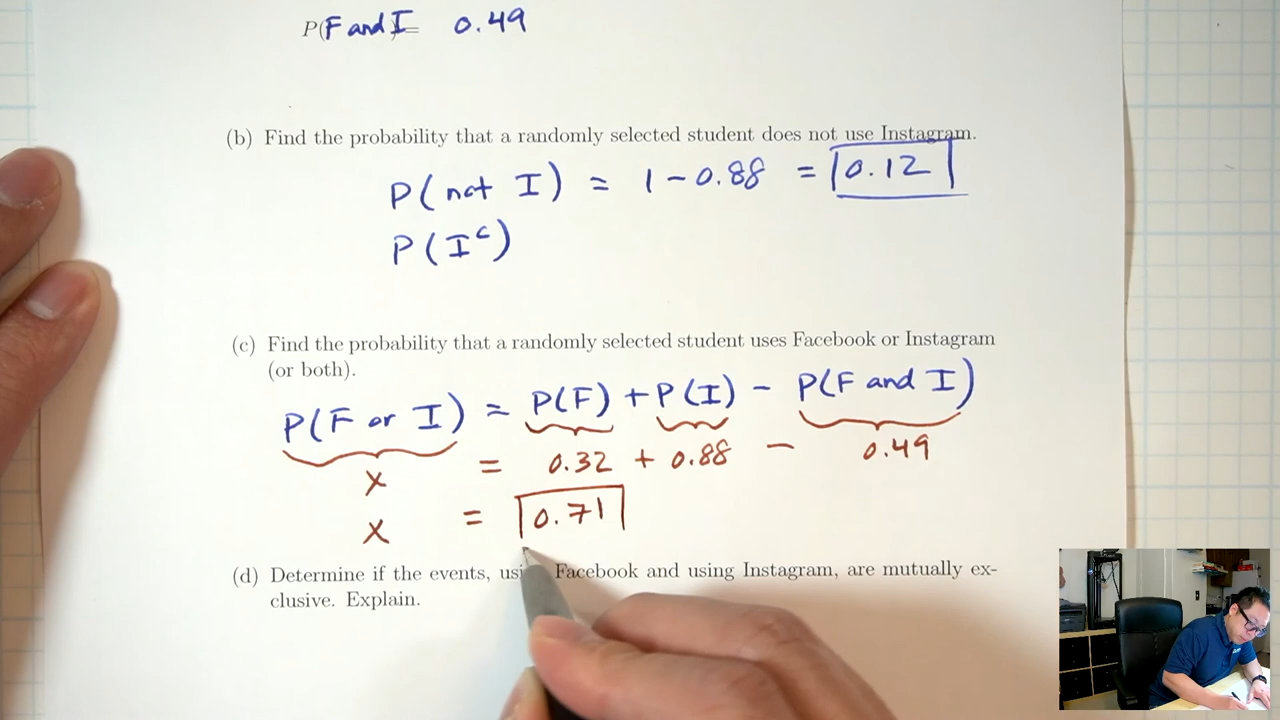 P(F and I) = 0.49
(b) Find the probability that a randomly selected student does not use Instagram.
P(not I) = 1 - 0.88 = 0.12
P(Iᶜ)
(c) Find the probability that a randomly selected student uses Facebook or Instagram
(or both).
P(F or I) = P(F) + P(I) - P(F and I)
x = 0.32 + 0.88 - 0.49
x = 0.71
(d) Determine if the events, Facebook and using Instagram, are mutually ex-
clusive. Explain.